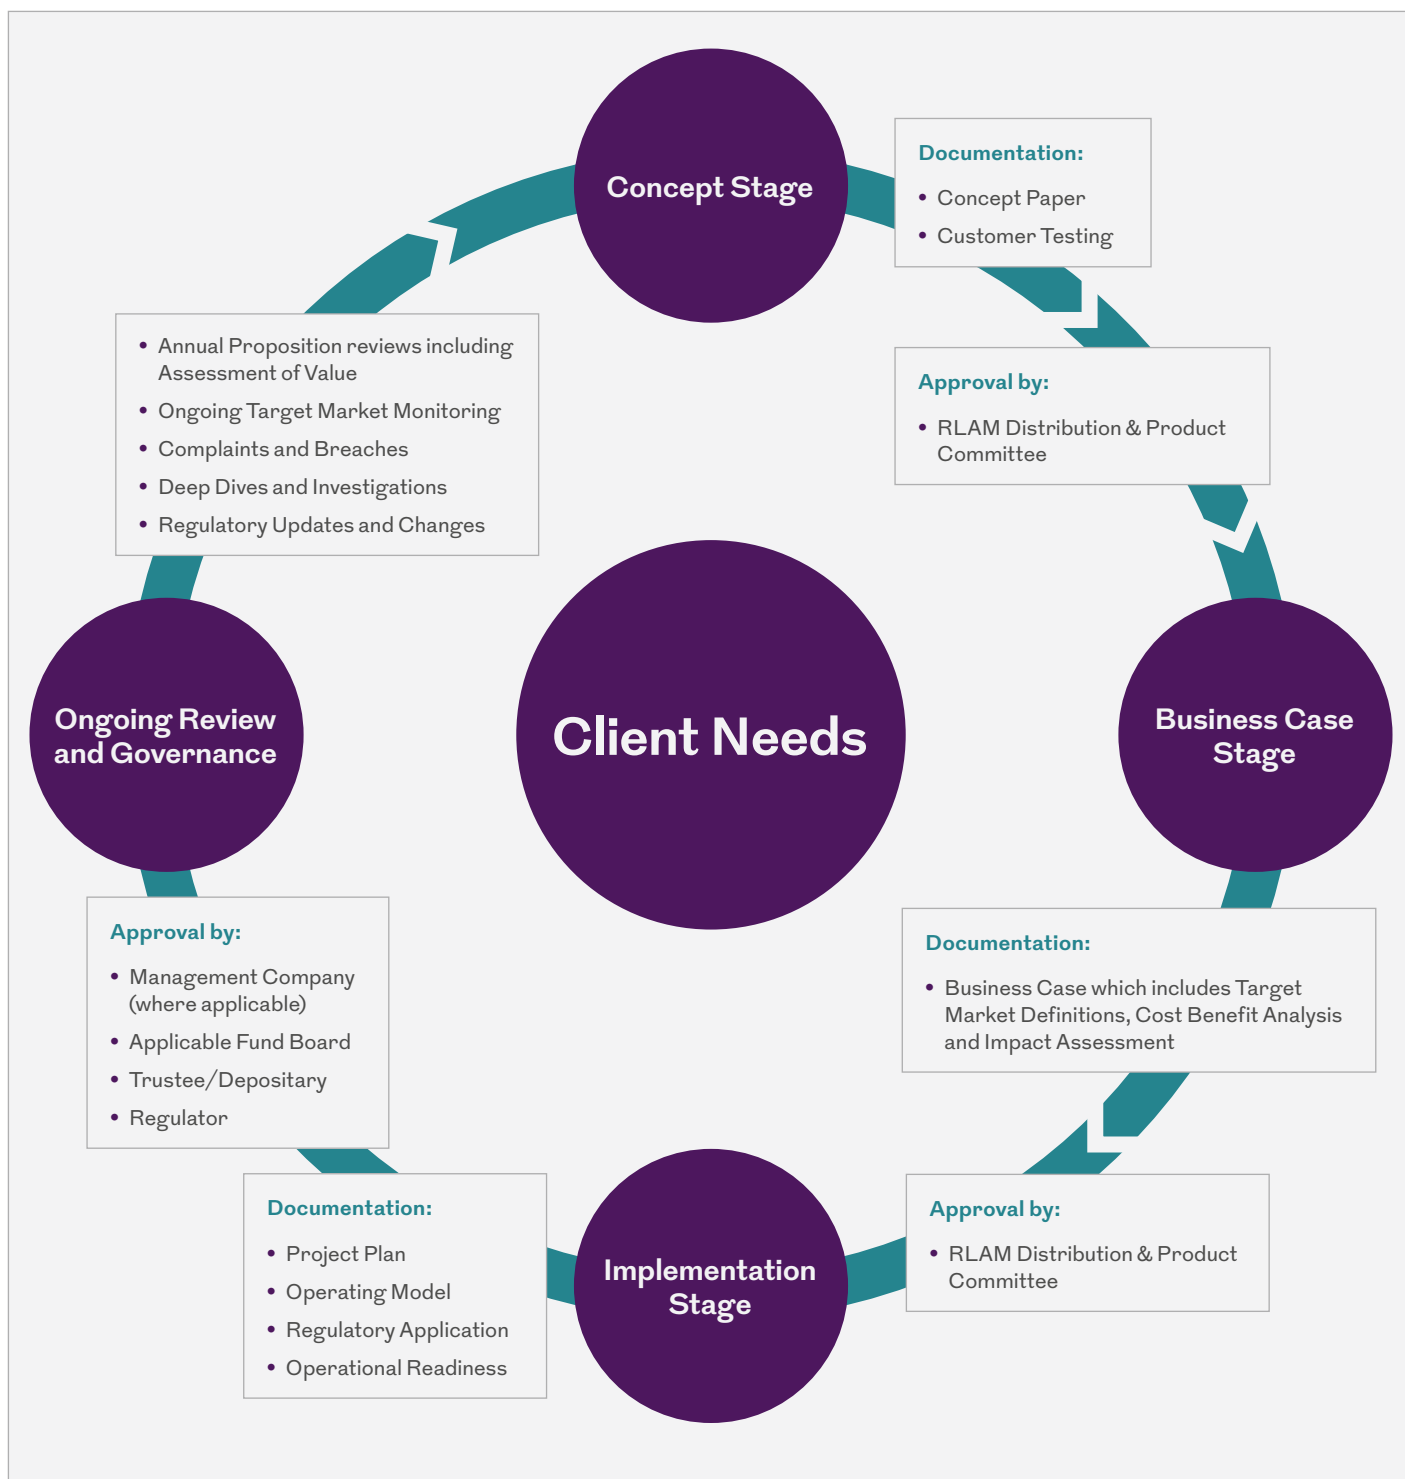 Concept Stage
Documentation:
• Concept Paper
• Customer Testing
Approval by:
• RLAM Distribution & Product
Committee
Business Case
Stage
Documentation:
• Business Case which includes Target
Market Definitions, Cost Benefit Analysis
and Impact Assessment
Approval by:
• RLAM Distribution & Product
Committee
Implementation
Stage
Documentation:
• Project Plan
• Operating Model
• Regulatory Application
• Operational Readiness
Approval by:
• Management Company
(where applicable)
• Applicable Fund Board
• Trustee/Depositary
• Regulator
Ongoing Review
and Governance
• Annual Proposition reviews including
Assessment of Value
• Ongoing Target Market Monitoring
• Complaints and Breaches
• Deep Dives and Investigations
• Regulatory Updates and Changes
Client Needs